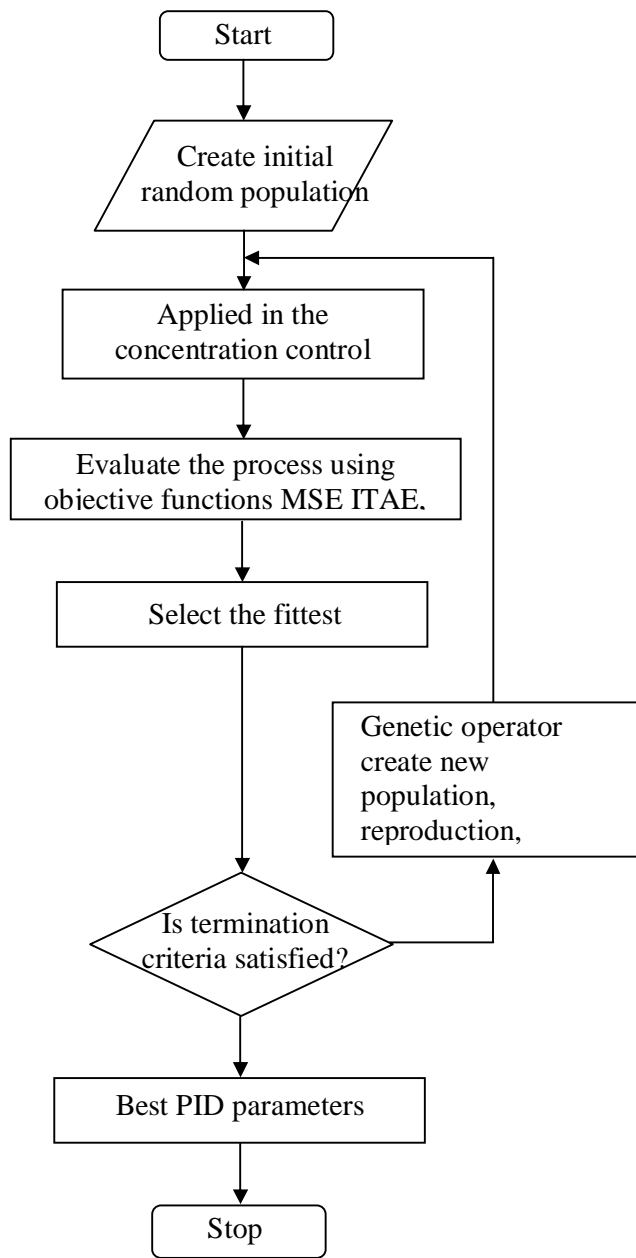 Start
Create initial
random population
Applied in the
concentration control
Evaluate the process using
objective functions MSE ITAE,
Select the fittest
Genetic operator
create new
population,
reproduction,
Is termination
criteria satisfied?
Best PID parameters
Stop